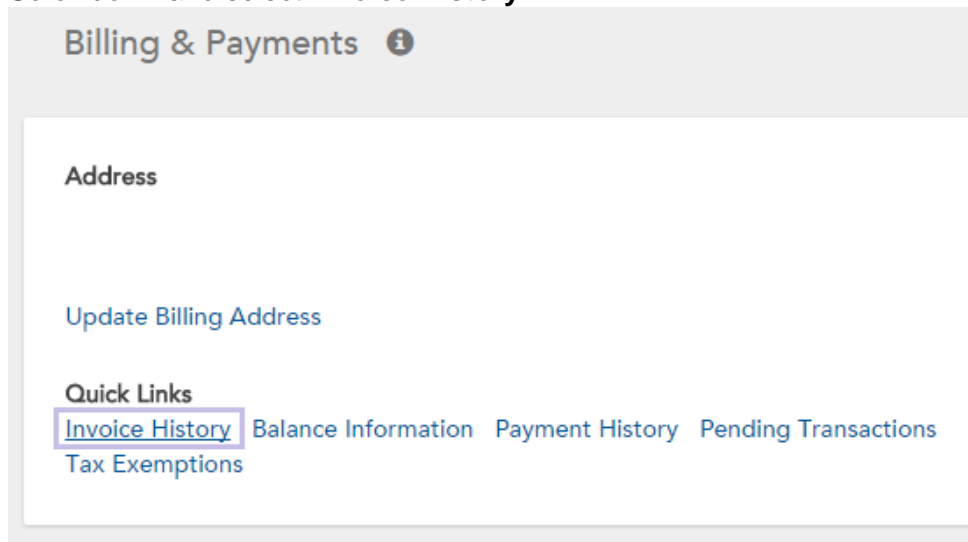 Billing & Payments
Address
Update Billing Address
Quick Links
Invoice History Balance Information Payment History Pending Transactions
Tax Exemptions